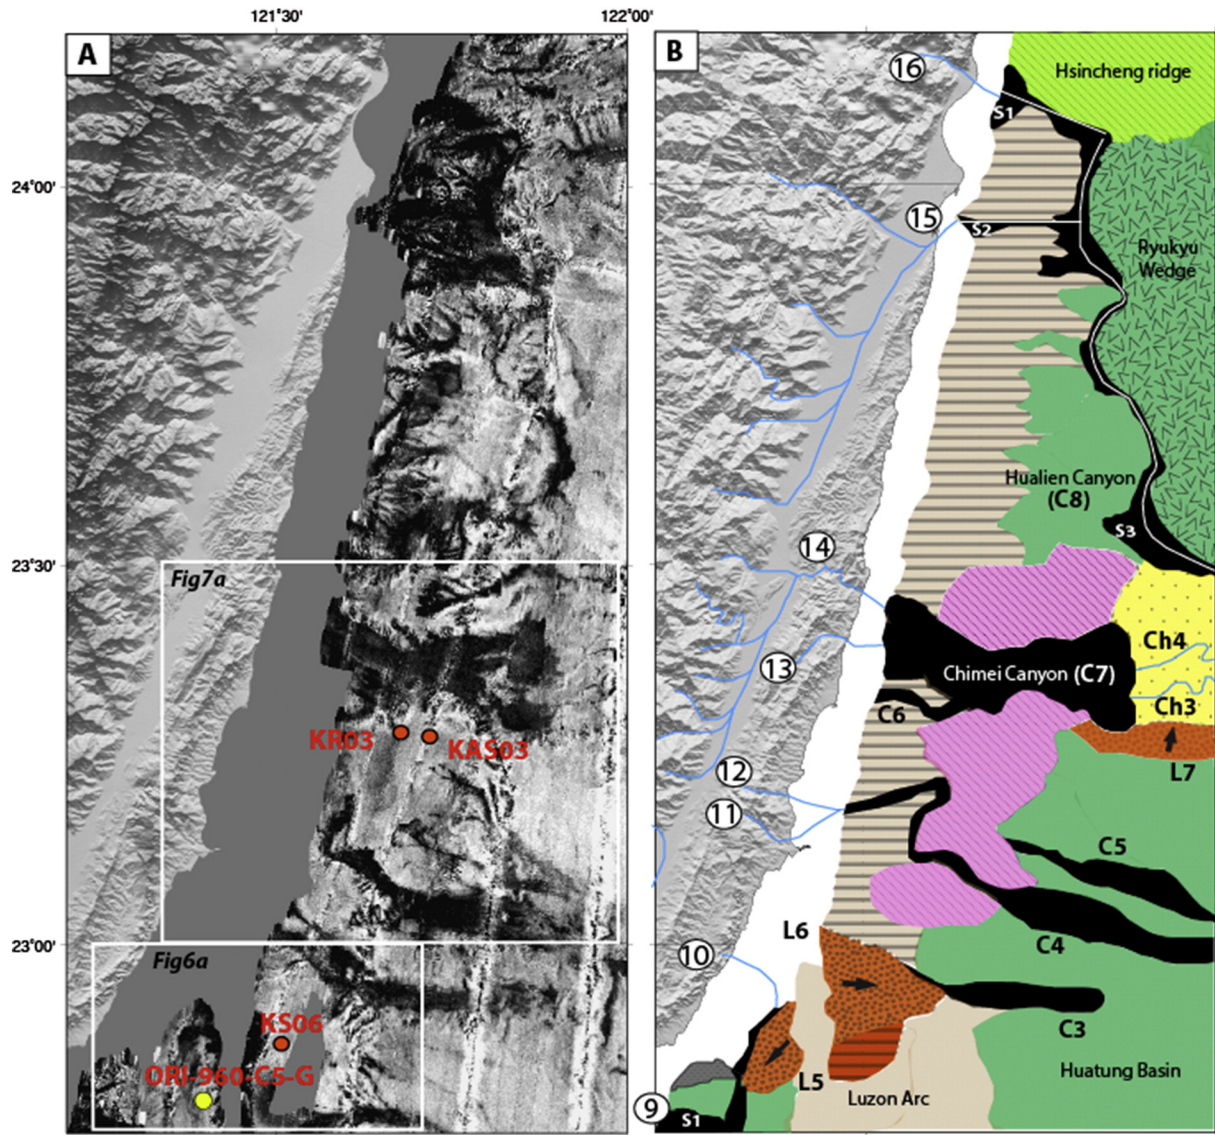 121°30'
122°00'
A
24°00'
23°30'
Fig7a
KR03
KAS03
23°00'
Fig6a
KS06
ORI-960-C5-G
B
16
Hsincheng ridge
S1
15
S2
Ryukyu
Wedge
Hualien Canyon
(C8)
S3
14
Ch4
13
Chimei Canyon (C7)
Ch3
C6
12
L7
11
C5
L6
C4
10
C3
L5
Huatung Basin
Luzon Arc
9
S1